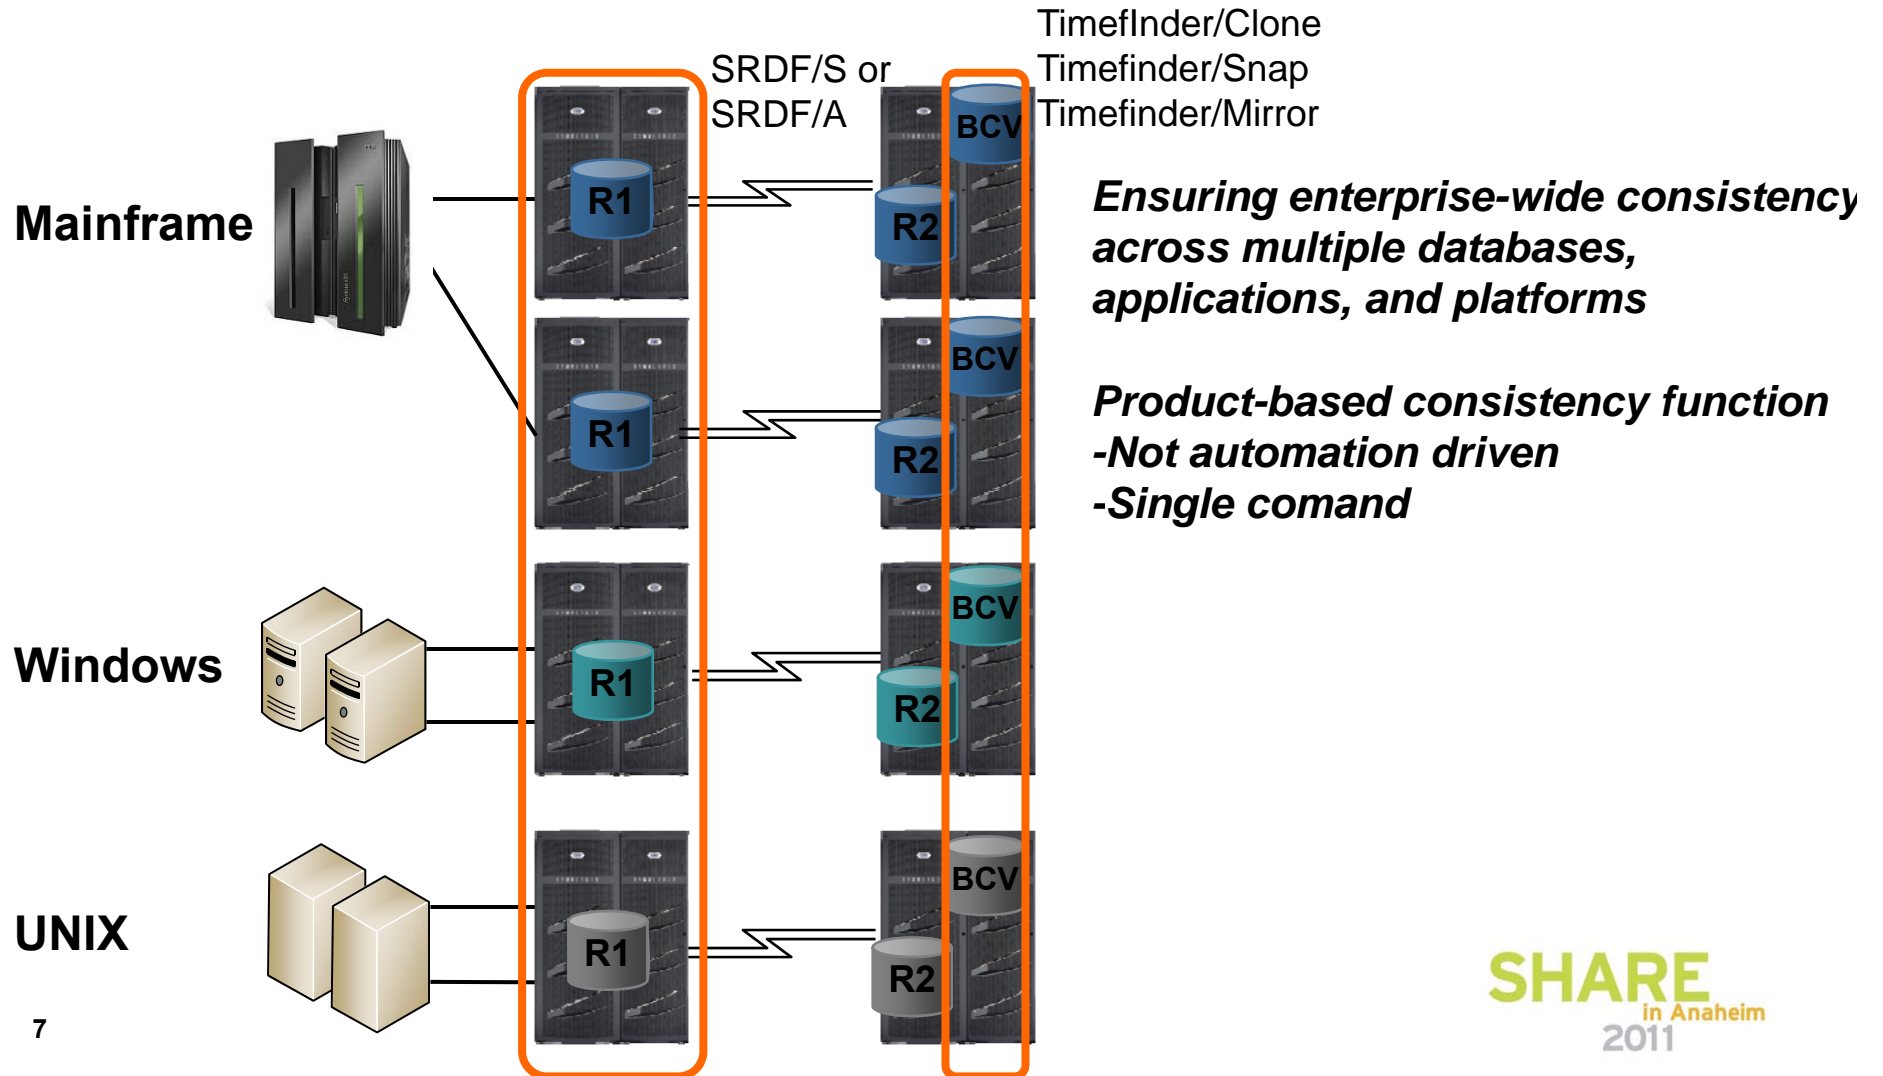 TimefInder/Clone
Timefinder/Snap
Timefinder/Mirror
SRDF/S or
SRDF/A
Mainframe
R1
R2
BCV
R1
R2
BCV
Windows
R1
R2
BCV
UNIX
R1
R2
BCV
Ensuring enterprise-wide consistency
across multiple databases,
applications, and platforms
Product-based consistency function
-Not automation driven
-Single comand
7
SHARE
in Anaheim
2011